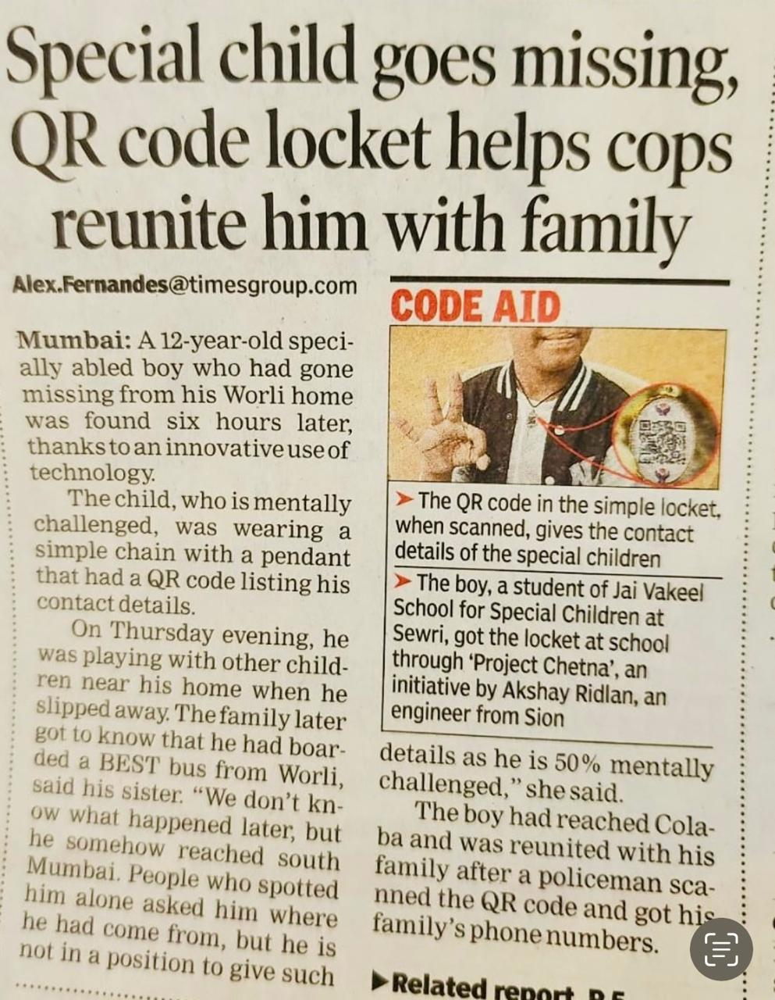 Special child goes missing,
QR code locket helps cops
reunite him with family
Alex.Fernandes@timesgroup.com
Mumbai: A 12-year-old speci-
ally abled boy who had gone
missing from his Worli home
was found six hours later,
thanks to an innovative use of
technology.
The child, who is mentally
challenged, was wearing a
simple chain with a pendant
that had a QR code listing his
contact details.
On Thursday evening, he
was playing with other child-
ren near his home when he
slipped away. The family later
got to know that he had boar-
ded a BEST bus from Worli,
said his sister. “We don’t kn-
ow what happened later, but
he somehow reached south
Mumbai. People who spotted
him alone asked him where
he had come from, but he is
not in a position to give such
CODE AID
➤ The QR code in the simple locket,
when scanned, gives the contact
details of the special children
➤ The boy, a student of Jai Vakeel
School for Special Children at
Sewri, got the locket at school
through ‘Project Chetna’, an
initiative by Akshay Ridlan, an
engineer from Sion
details as he is 50% mentally
challenged,” she said.
The boy had reached Cola-
ba and was reunited with his
family after a policeman sca-
nned the QR code and got his
family’s phone numbers.
▶Related report, P 5